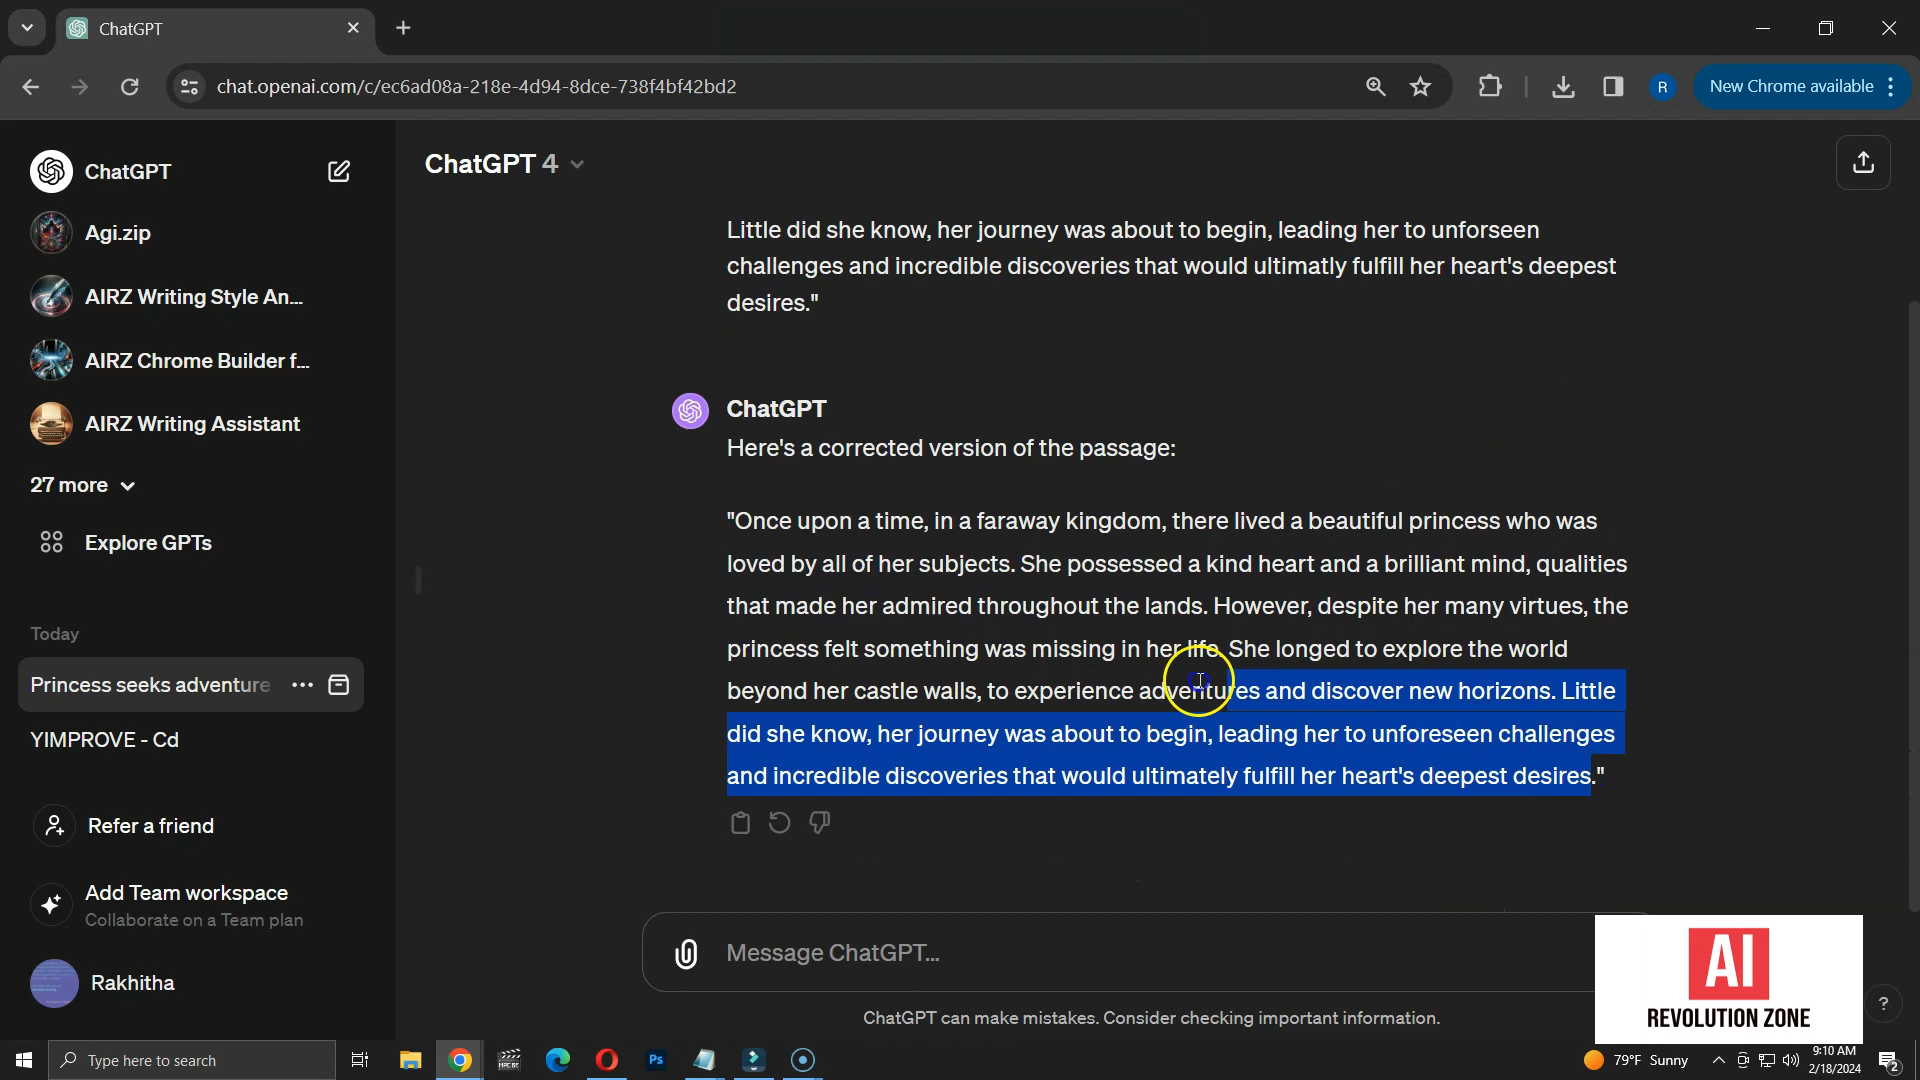 ChatGPT
chat.openai.com/c/ec6ad08a-218e-4d94-8dce-738f4bf42bd2
R
New Chrome available
ChatGPT
Agi.zip
AIRZ Writing Style An...
AIRZ Chrome Builder f...
AIRZ Writing Assistant
27 more
Explore GPTs
Today
Princess seeks adventure
YIMPROVE - Cd
Refer a friend
Add Team workspace
Collaborate on a Team plan
Rakhitha
ChatGPT 4
Little did she know, her journey was about to begin, leading her to unforseen
challenges and incredible discoveries that would ultimatly fulfill her heart's deepest
desires."
ChatGPT
Here's a corrected version of the passage:
"Once upon a time, in a faraway kingdom, there lived a beautiful princess who was
loved by all of her subjects. She possessed a kind heart and a brilliant mind, qualities
that made her admired throughout the lands. However, despite her many virtues, the
princess felt something was missing in her life. She longed to explore the world
beyond her castle walls, to experience adventures and discover new horizons. Little
did she know, her journey was about to begin, leading her to unforeseen challenges
and incredible discoveries that would ultimately fulfill her heart's deepest desires."
Message ChatGPT...
ChatGPT can make mistakes. Consider checking important information.
?
AI
REVOLUTION ZONE
Type here to search
Ps
79°F Sunny
9:10 AM
2/18/2024
2